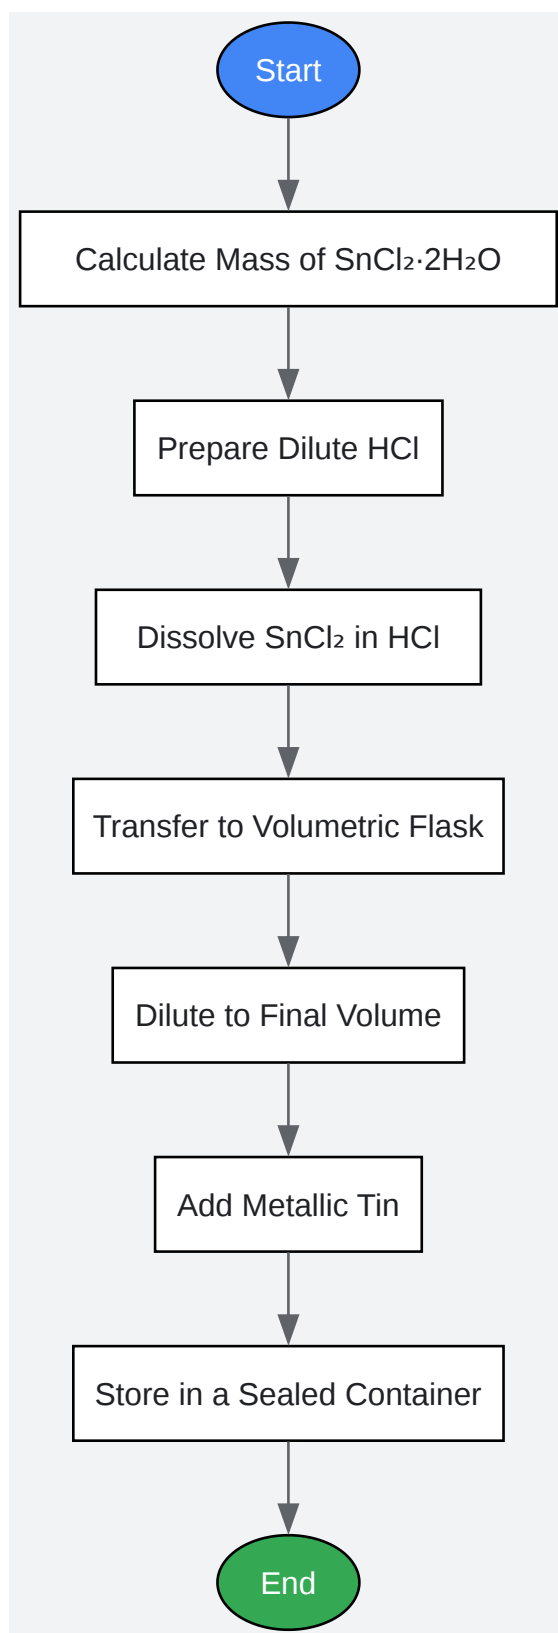 Start
Calculate Mass of SnCl₂·2H₂O
Prepare Dilute HCl
Dissolve SnCl₂ in HCl
Transfer to Volumetric Flask
Dilute to Final Volume
Add Metallic Tin
Store in a Sealed Container
End